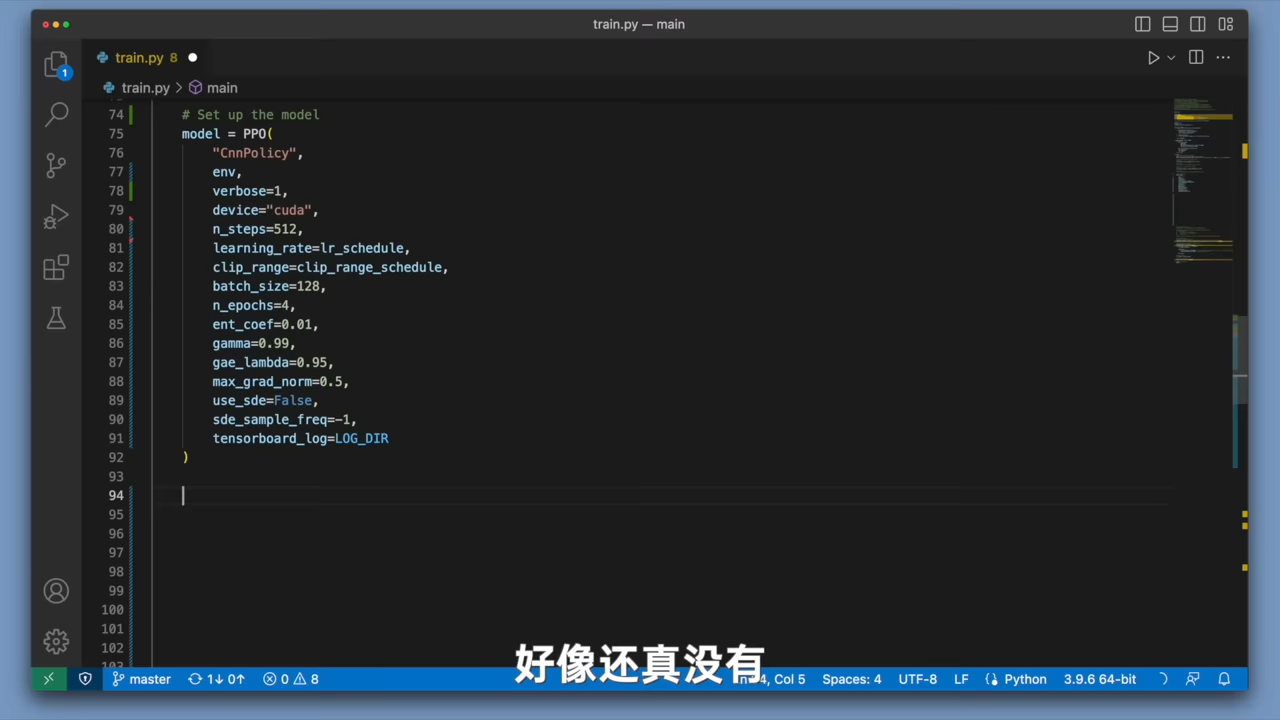 train.py — main
train.py 8
train.py > main
1
74 # Set up the model
75 model = PPO(
76 "CnnPolicy",
77 env,
78 verbose=1,
79 device="cuda",
80 n_steps=512,
81 learning_rate=lr_schedule,
82 clip_range=clip_range_schedule,
83 batch_size=128,
84 n_epochs=4,
85 ent_coef=0.01,
86 gamma=0.99,
87 gae_lambda=0.95,
88 max_grad_norm=0.5,
89 use_sde=False,
90 sde_sample_freq=-1,
91 tensorboard_log=LOG_DIR
92 )
93
94
95
96
97
98
99
100
101
102
好像还真没有
master 1↓ 0↑ 0 8 4, Col 5 Spaces: 4 UTF-8 LF Python 3.9.6 64-bit